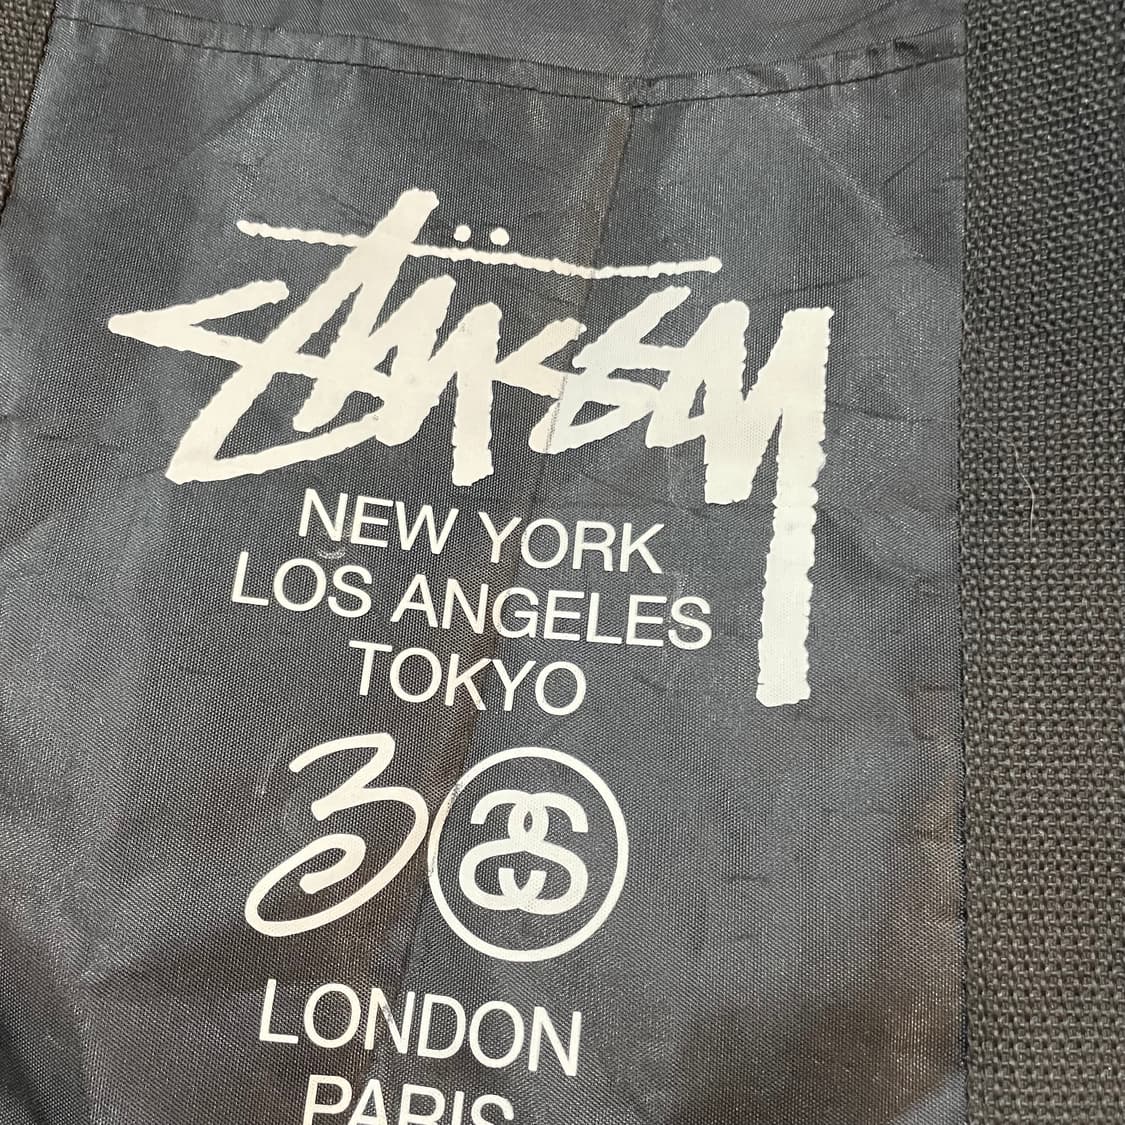 Stüssy
NEW YORK
LOS ANGELES
TOKYO
30
LONDON
PARIS